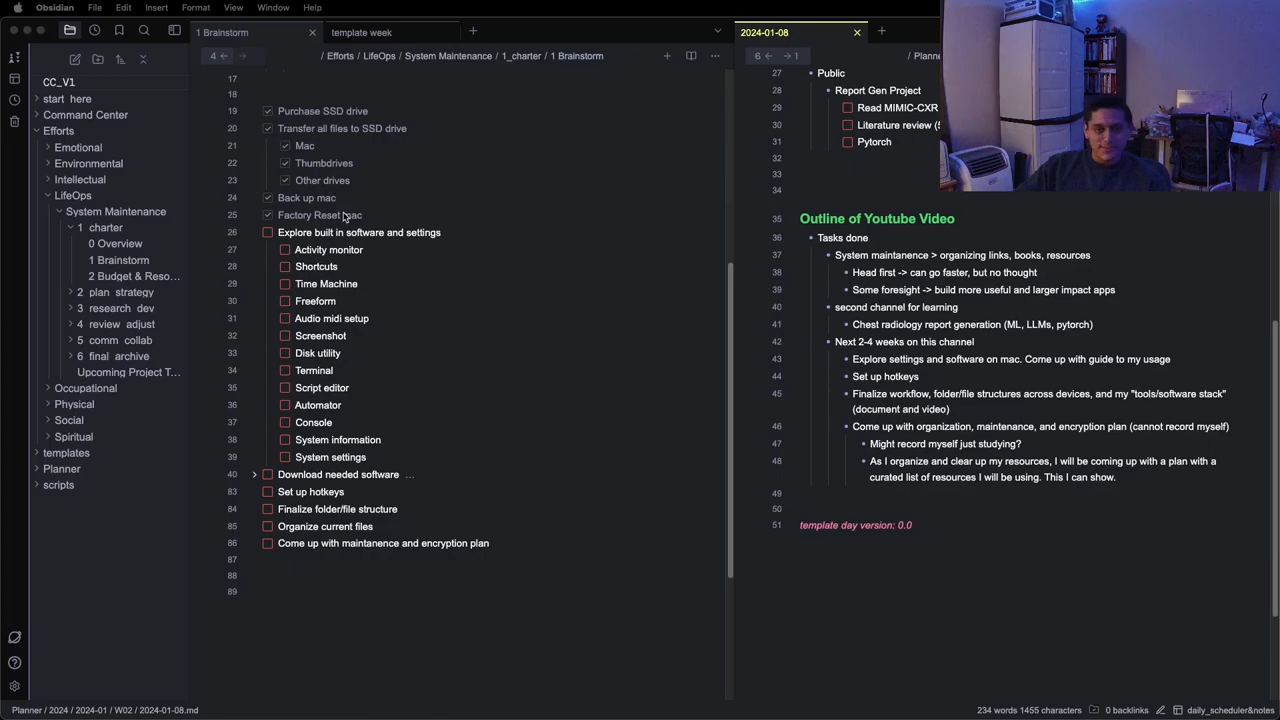 Obsidian File Edit Insert Format View Window Help
1 Brainstorm
template week
2024-01-08
4
Efforts / LifeOps / System Maintenance / 1_charter / 1 Brainstorm
6
1
/ Planne
CC_V1
start here
Command Center
Efforts
Emotional
Environmental
Intellectual
LifeOps
System Maintenance
1 charter
0 Overview
1 Brainstorm
2 Budget & Reso...
2 plan strategy
3 research dev
4 review adjust
5 comm collab
6 final archive
Upcoming Project T...
Occupational
Physical
Social
Spiritual
templates
Planner
scripts
17
18
19 Purchase SSD drive
20 Transfer all files to SSD drive
21 Mac
22 Thumbdrives
23 Other drives
24 Back up mac
25 Factory Reset mac
26 Explore built in software and settings
27 Activity monitor
28 Shortcuts
29 Time Machine
30 Freeform
31 Audio midi setup
32 Screenshot
33 Disk utility
34 Terminal
35 Script editor
36 Automator
37 Console
38 System information
39 System settings
40 Download needed software ...
83 Set up hotkeys
84 Finalize folder/file structure
85 Organize current files
86 Come up with maintanence and encryption plan
87
88
89
27 Public
28 Report Gen Project
29 Read MIMIC-CXR
30 Literature review (5
31 Pytorch
32
33
34
35 Outline of Youtube Video
36 Tasks done
37 System maintanence > organizing links, books, resources
38 Head first -> can go faster, but no thought
39 Some foresight -> build more useful and larger impact apps
40 second channel for learning
41 Chest radiology report generation (ML, LLMs, pytorch)
42 Next 2-4 weeks on this channel
43 Explore settings and software on mac. Come up with guide to my usage
44 Set up hotkeys
45 Finalize workflow, folder/file structures across devices, and my "tools/software stack"
(document and video)
46 Come up with organization, maintenance, and encryption plan (cannot record myself)
47 Might record myself just studying?
48 As I organize and clear up my resources, I will be coming up with a plan with a
curated list of resources I will be using. This I can show.
49
50
51 template day version: 0.0
Planner / 2024 / 2024-01 / W02 / 2024-01-08.md
234 words 1455 characters
0 backlinks
daily_scheduler&notes